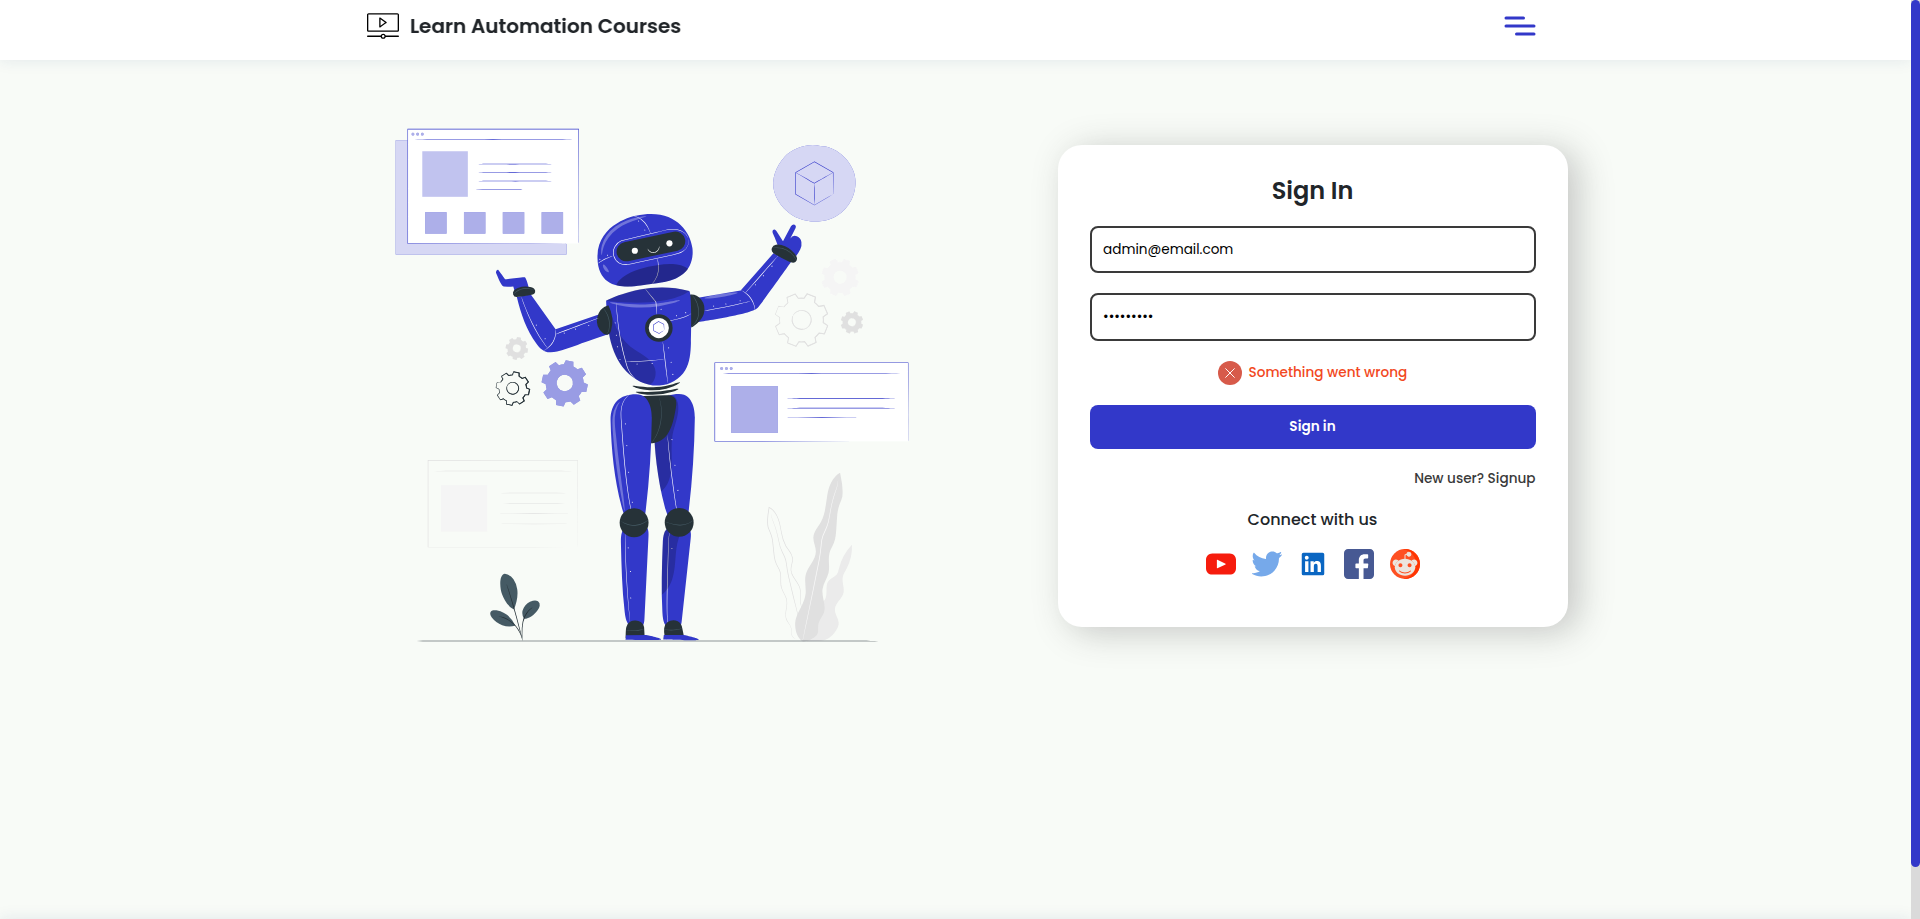 Learn Automation Courses
Sign In
admin@email.com
•••••••••
Something went wrong
Sign in
New user? Signup
Connect with us